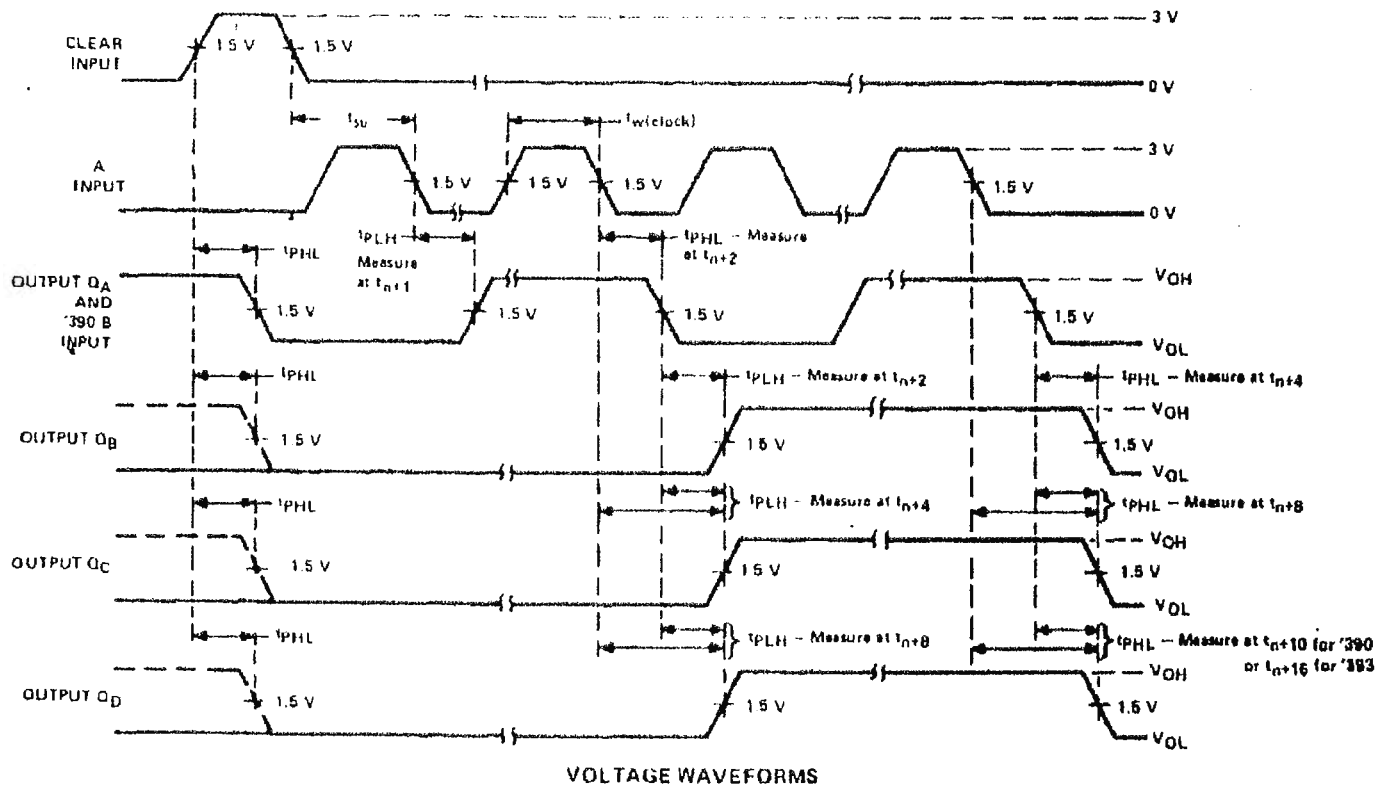 3 V
CLEAR
INPUT
1.5 V
1.5 V
0 V
tsu
tw(clock)
3 V
A
INPUT
1.5 V
1.5 V
1.5 V
1.5 V
0 V
tPHL
tPLH
Measure
at tn+1
tPHL – Measure
at tn+2
OUTPUT QA
AND
'390 B
INPUT
1.5 V
1.5 V
1.5 V
1.5 V
VOH
VOL
tPHL
tPLH – Measure at tn+2
tPHL – Measure at tn+4
OUTPUT QB
1.5 V
1.5 V
1.5 V
VOH
VOL
tPHL
tPLH – Measure at tn+4
tPHL – Measure at tn+8
OUTPUT QC
1.5 V
1.5 V
1.5 V
VOH
VOL
tPHL
tPLH – Measure at tn+8
tPHL – Measure at tn+10 for '390
or tn+16 for '393
OUTPUT QD
1.5 V
1.5 V
1.5 V
VOH
VOL
VOLTAGE WAVEFORMS